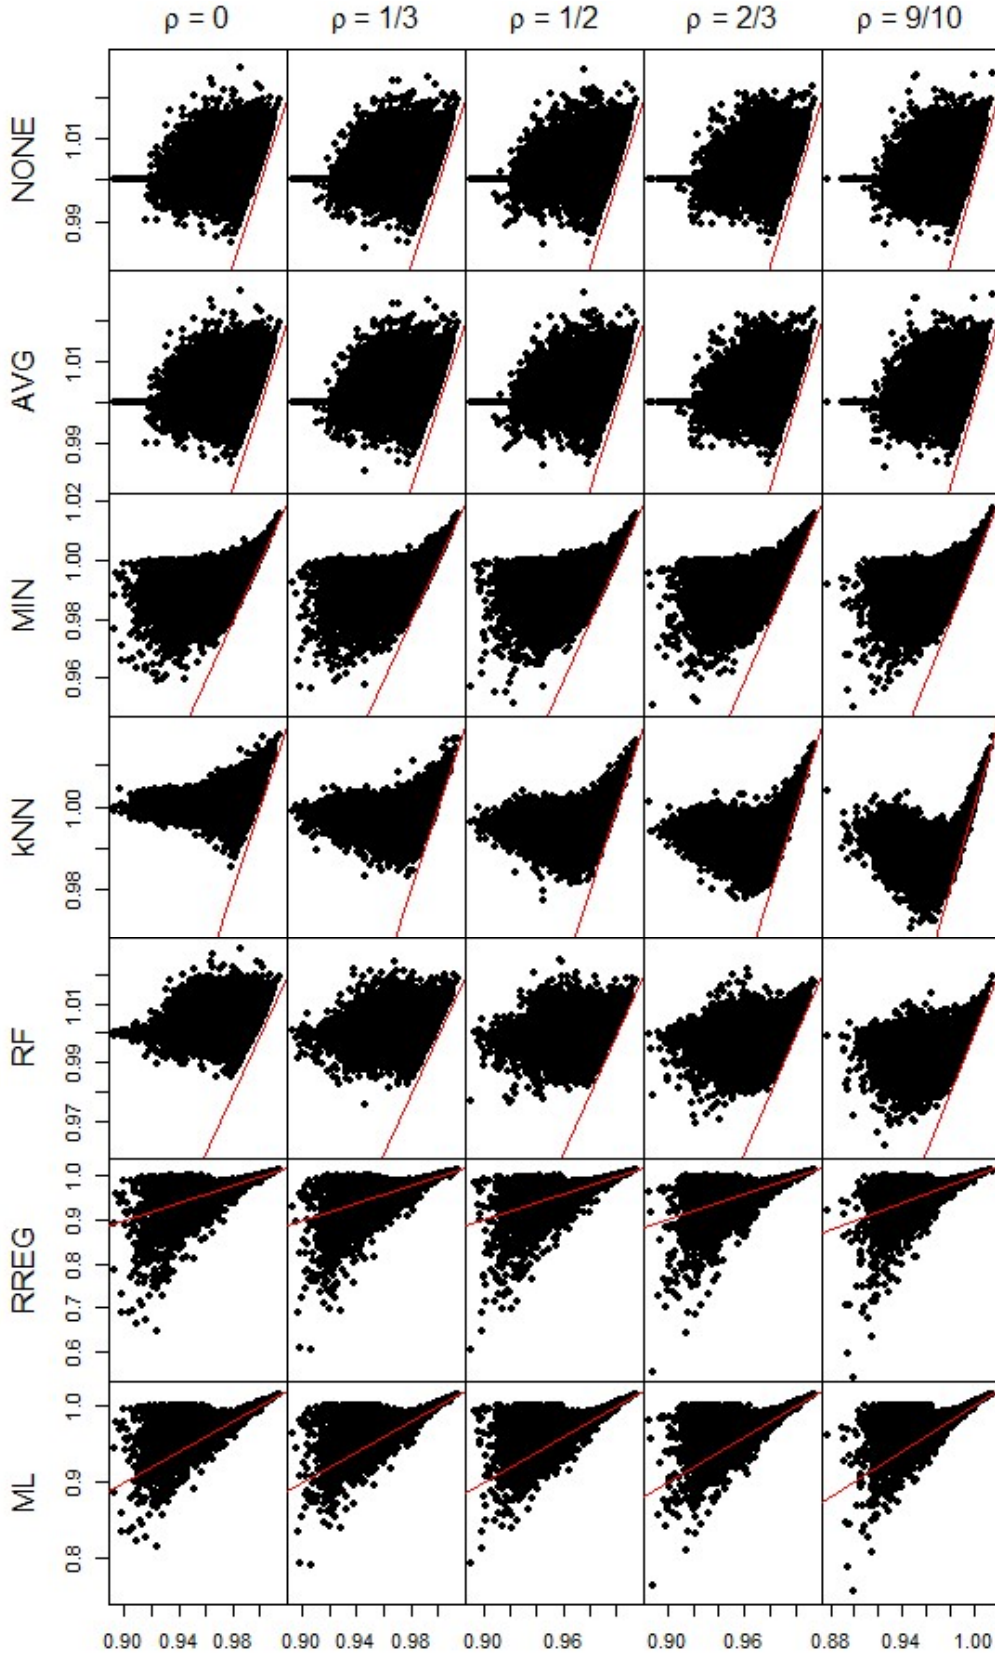 ρ = 0 ρ = 1/3 ρ = 1/2 ρ = 2/3 ρ = 9/10
NONE
1.01
0.99
AVG
1.01
0.99
MIN
1.02
1.00
0.98
0.96
kNN
1.00
0.98
RF
1.01
0.99
0.97
RREG
1.0
0.9
0.8
0.7
0.6
ML
1.0
0.9
0.8
0.90 0.94 0.98 0.90 0.94 0.98 0.90 0.96 0.90 0.96 0.88 0.94 1.00